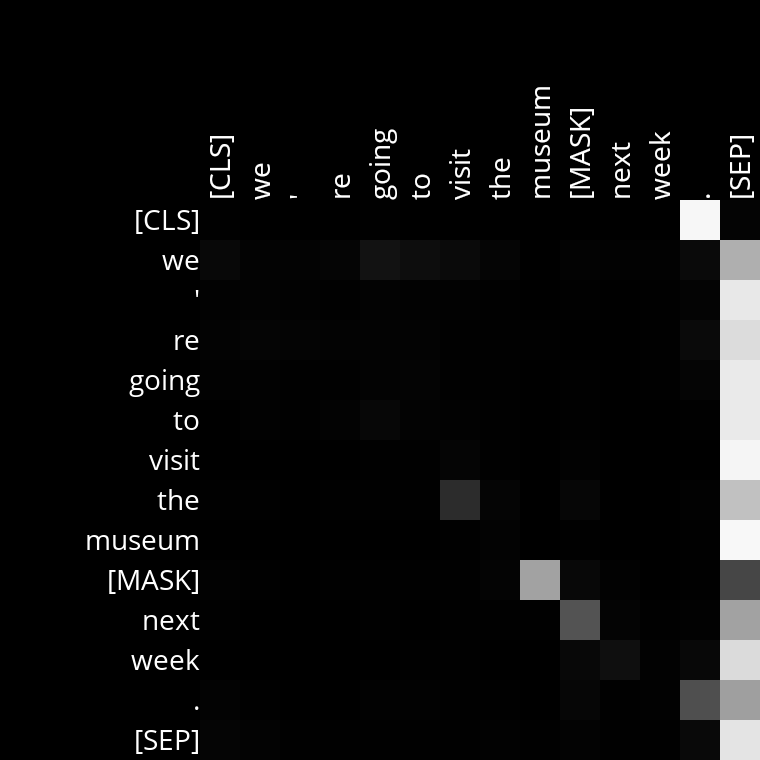 [CLS] we ' re going to visit the museum [MASK] next week . [SEP]
[CLS]
we
'
re
going
to
visit
the
museum
[MASK]
next
week
.
[SEP]